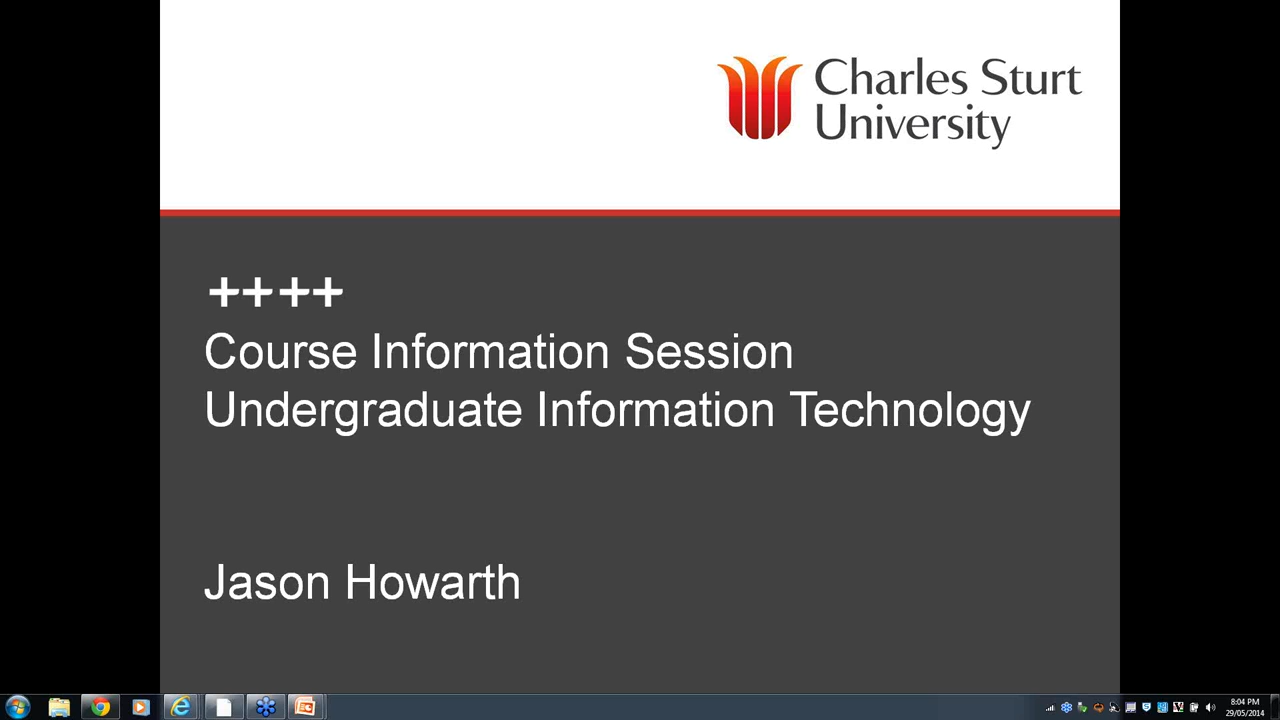 Charles Sturt
University
++++
Course Information Session
Undergraduate Information Technology
Jason Howarth
8:04 PM
29/05/2014